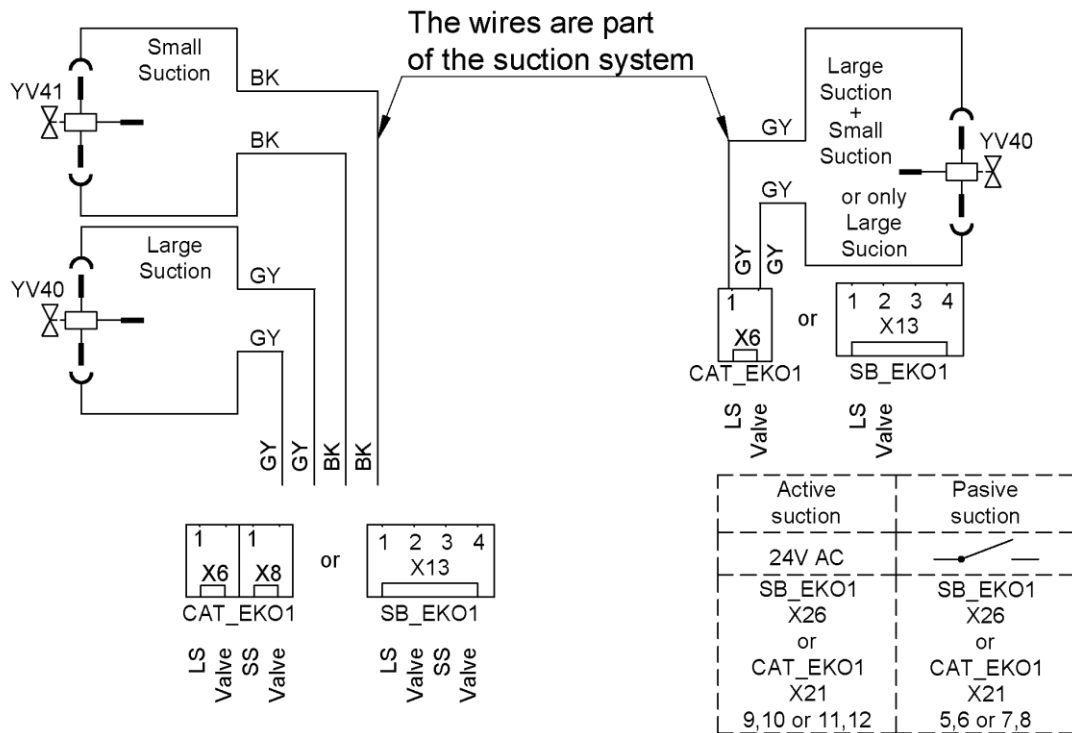 The wires are part
of the suction system
Small
Suction
BK
YV41
BK
Large
Suction
GY
YV40
GY
GY
GY
BK
BK
1
1
X6
X8
CAT_EKO1
or
1 2 3 4
X13
SB_EKO1
LS
Valve
SS
Valve
LS
Valve
SS
Valve
Large
Suction
+
Small
Suction
or only
Large
Sucion
GY
YV40
GY
GY
GY
1
X6
CAT_EKO1
or
1 2 3 4
X13
SB_EKO1
LS
Valve
LS
Valve
Active
suction
Pasive
suction
24V AC
SB_EKO1
X26
or
CAT_EKO1
X21
9,10 or 11,12
SB_EKO1
X26
or
CAT_EKO1
X21
5,6 or 7,8